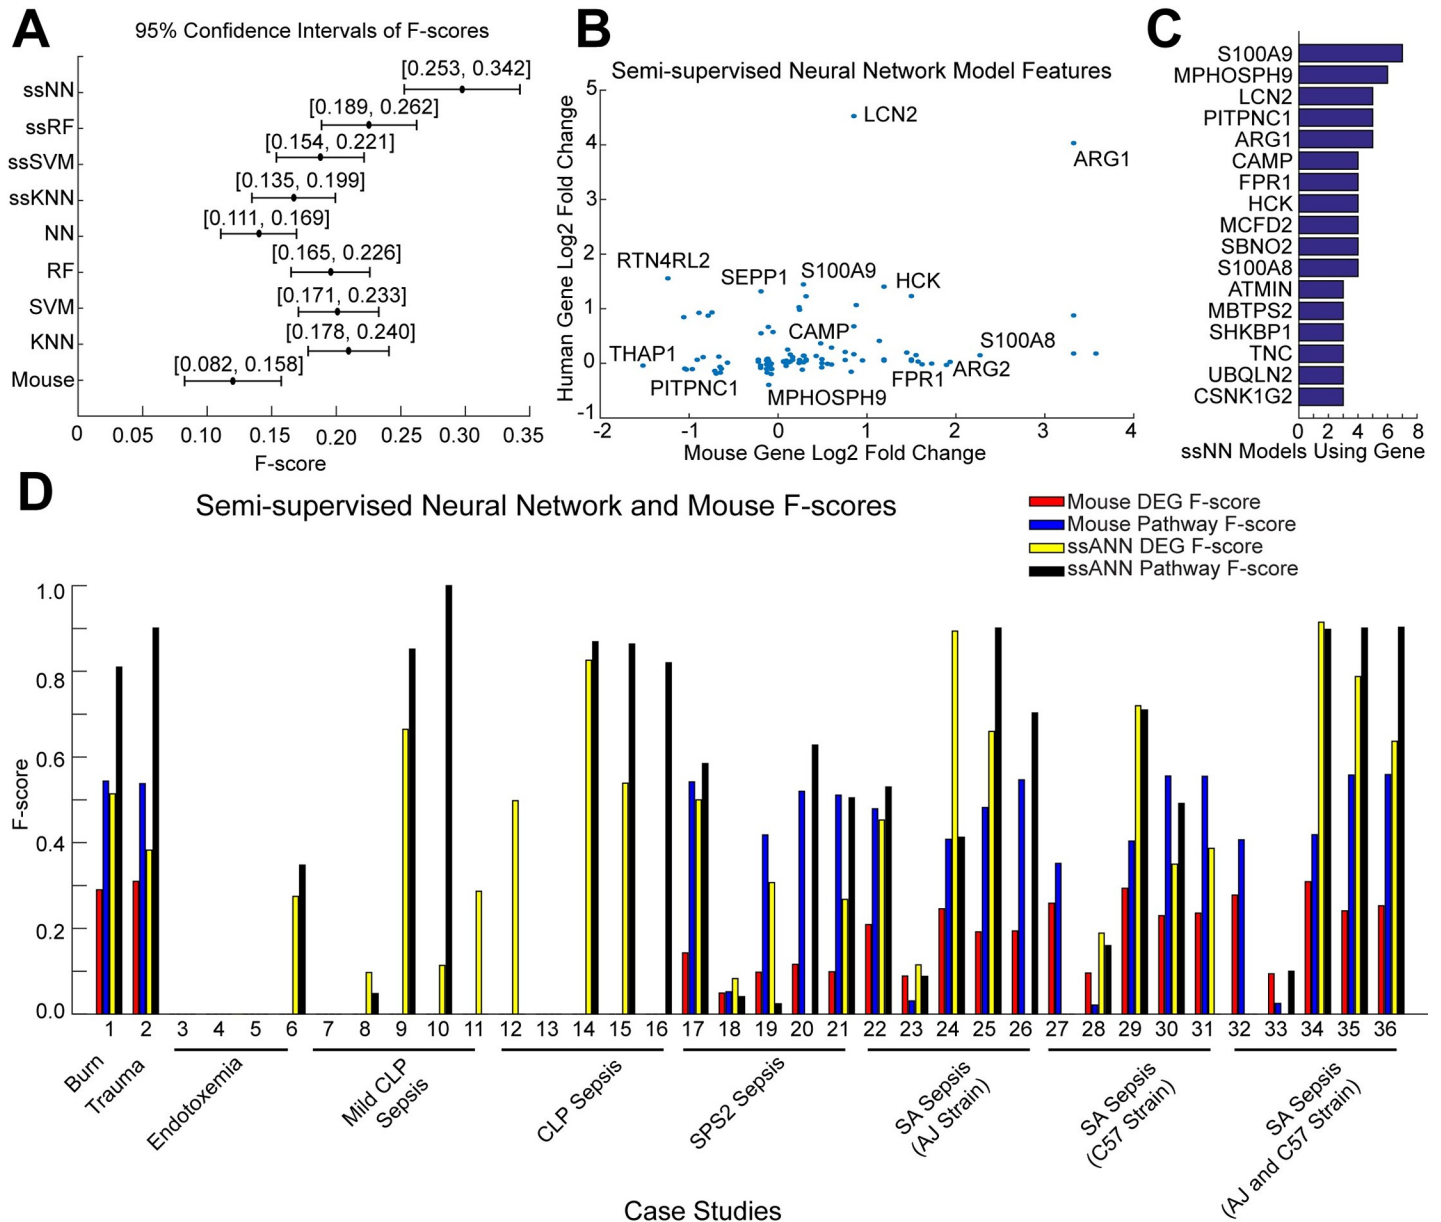 A
95% Confidence Intervals of F-scores
ssNN
[0.253, 0.342]
ssRF
[0.189, 0.262]
ssSVM
[0.154, 0.221]
ssKNN
[0.135, 0.199]
NN
[0.111, 0.169]
RF
[0.165, 0.226]
SVM
[0.171, 0.233]
KNN
[0.178, 0.240]
Mouse
[0.082, 0.158]
0 0.05 0.10 0.15 0.20 0.25 0.30 0.35
F-score
B
Semi-supervised Neural Network Model Features
Human Gene Log2 Fold Change
5
4
3
2
1
0
-1
LCN2
ARG1
RTN4RL2
SEPP1
S100A9
HCK
CAMP
S100A8
THAP1
PITPNC1
MPHOSPH9
FPR1
ARG2
-2 -1 0 1 2 3 4
Mouse Gene Log2 Fold Change
C
S100A9
MPHOSPH9
LCN2
PITPNC1
ARG1
CAMP
FPR1
HCK
MCFD2
SBNO2
S100A8
ATMIN
MBTPS2
SHKBP1
TNC
UBQLN2
CSNK1G2
0 2 4 6 8
ssNN Models Using Gene
D
Semi-supervised Neural Network and Mouse F-scores
Mouse DEG F-score
Mouse Pathway F-score
ssANN DEG F-score
ssANN Pathway F-score
F-score
1.0
0.8
0.6
0.4
0.2
0.0
1 2 3 4 5 6 7 8 9 10 11 12 13 14 15 16 17 18 19 20 21 22 23 24 25 26 27 28 29 30 31 32 33 34 35 36
Burn
Trauma
Endotoxemia
Mild CLP
Sepsis
CLP Sepsis
SPS2 Sepsis
SA Sepsis
(AJ Strain)
SA Sepsis
(C57 Strain)
SA Sepsis
(AJ and C57 Strain)
Case Studies